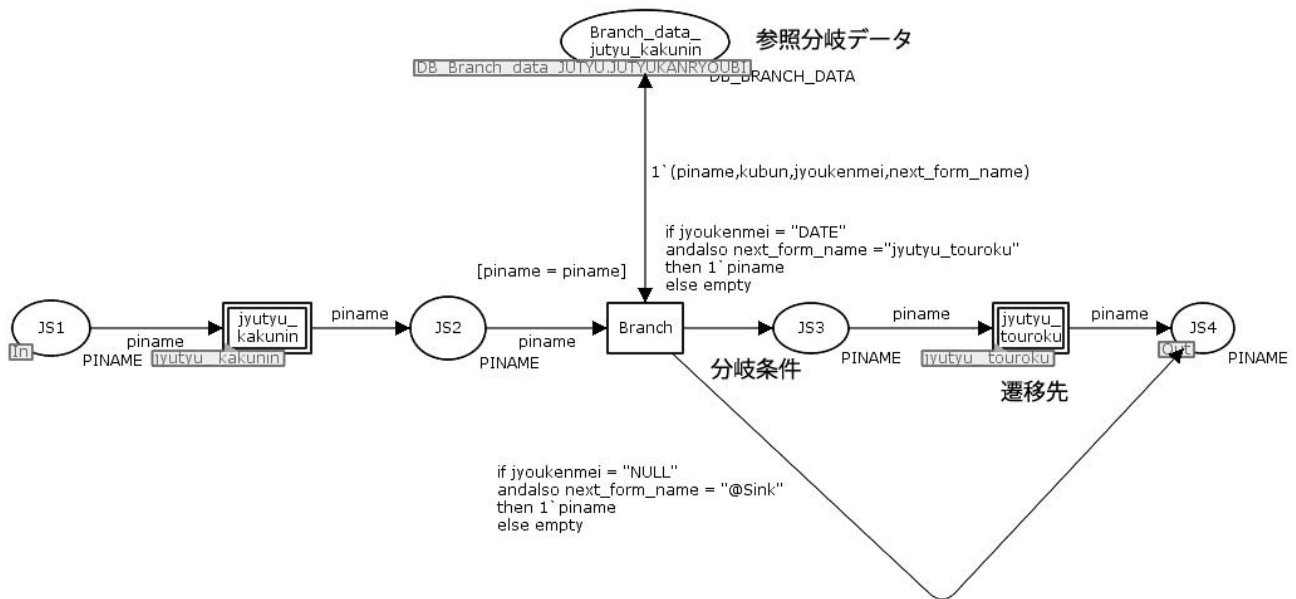 Branch_data_
jutyu_kakunin
参照分岐データ
DB_Branch_data_JUTYU.JUTYUKANRYOUBI
DB_BRANCH_DATA
1`(piname,kubun,jyoukenmei,next_form_name)
if jyoukenmei = "DATE"
andalso next_form_name ="jyutyu_touroku"
then 1`piname
else empty
[piname = piname]
JS1
In
piname
PINAME
jyutyu_
kakunin
jyutyu_kakunin
piname
JS2
PINAME
piname
Branch
分岐条件
JS3
PINAME
piname
jyutyu_
touroku
jyutyu_touroku
遷移先
piname
JS4
Out
PINAME
if jyoukenmei = "NULL"
andalso next_form_name = "@Sink"
then 1`piname
else empty